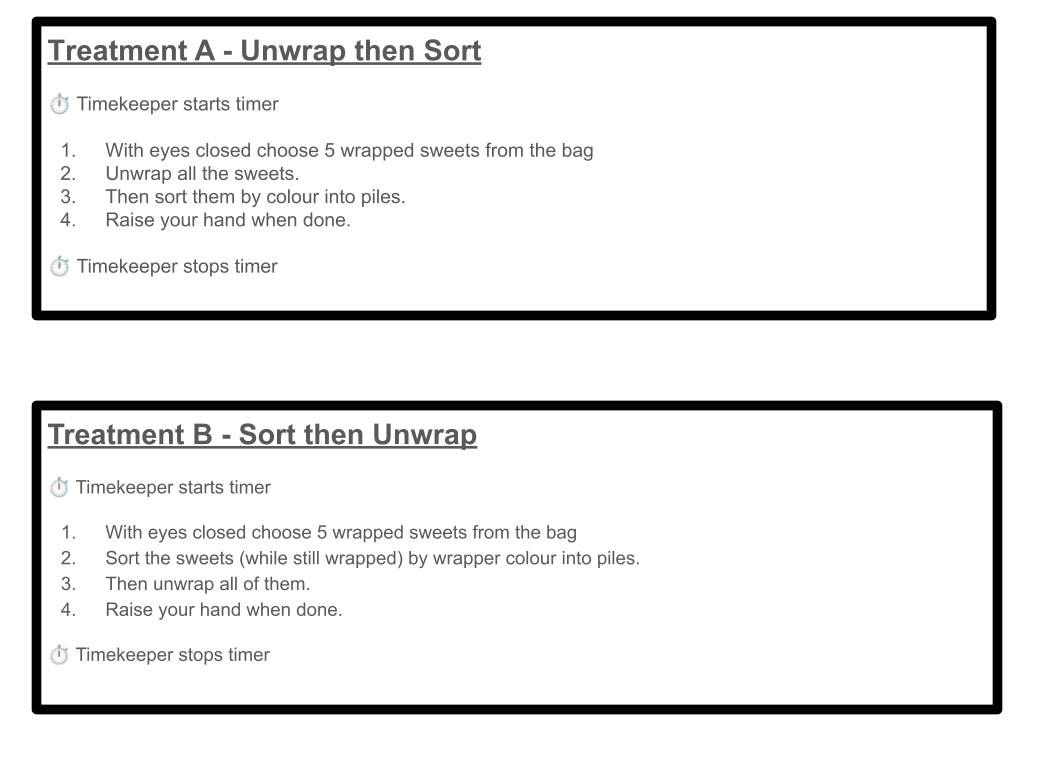 Treatment A - Unwrap then Sort
⏱️ Timekeeper starts timer
1. With eyes closed choose 5 wrapped sweets from the bag
2. Unwrap all the sweets.
3. Then sort them by colour into piles.
4. Raise your hand when done.
⏱️ Timekeeper stops timer
Treatment B - Sort then Unwrap
⏱️ Timekeeper starts timer
1. With eyes closed choose 5 wrapped sweets from the bag
2. Sort the sweets (while still wrapped) by wrapper colour into piles.
3. Then unwrap all of them.
4. Raise your hand when done.
⏱️ Timekeeper stops timer